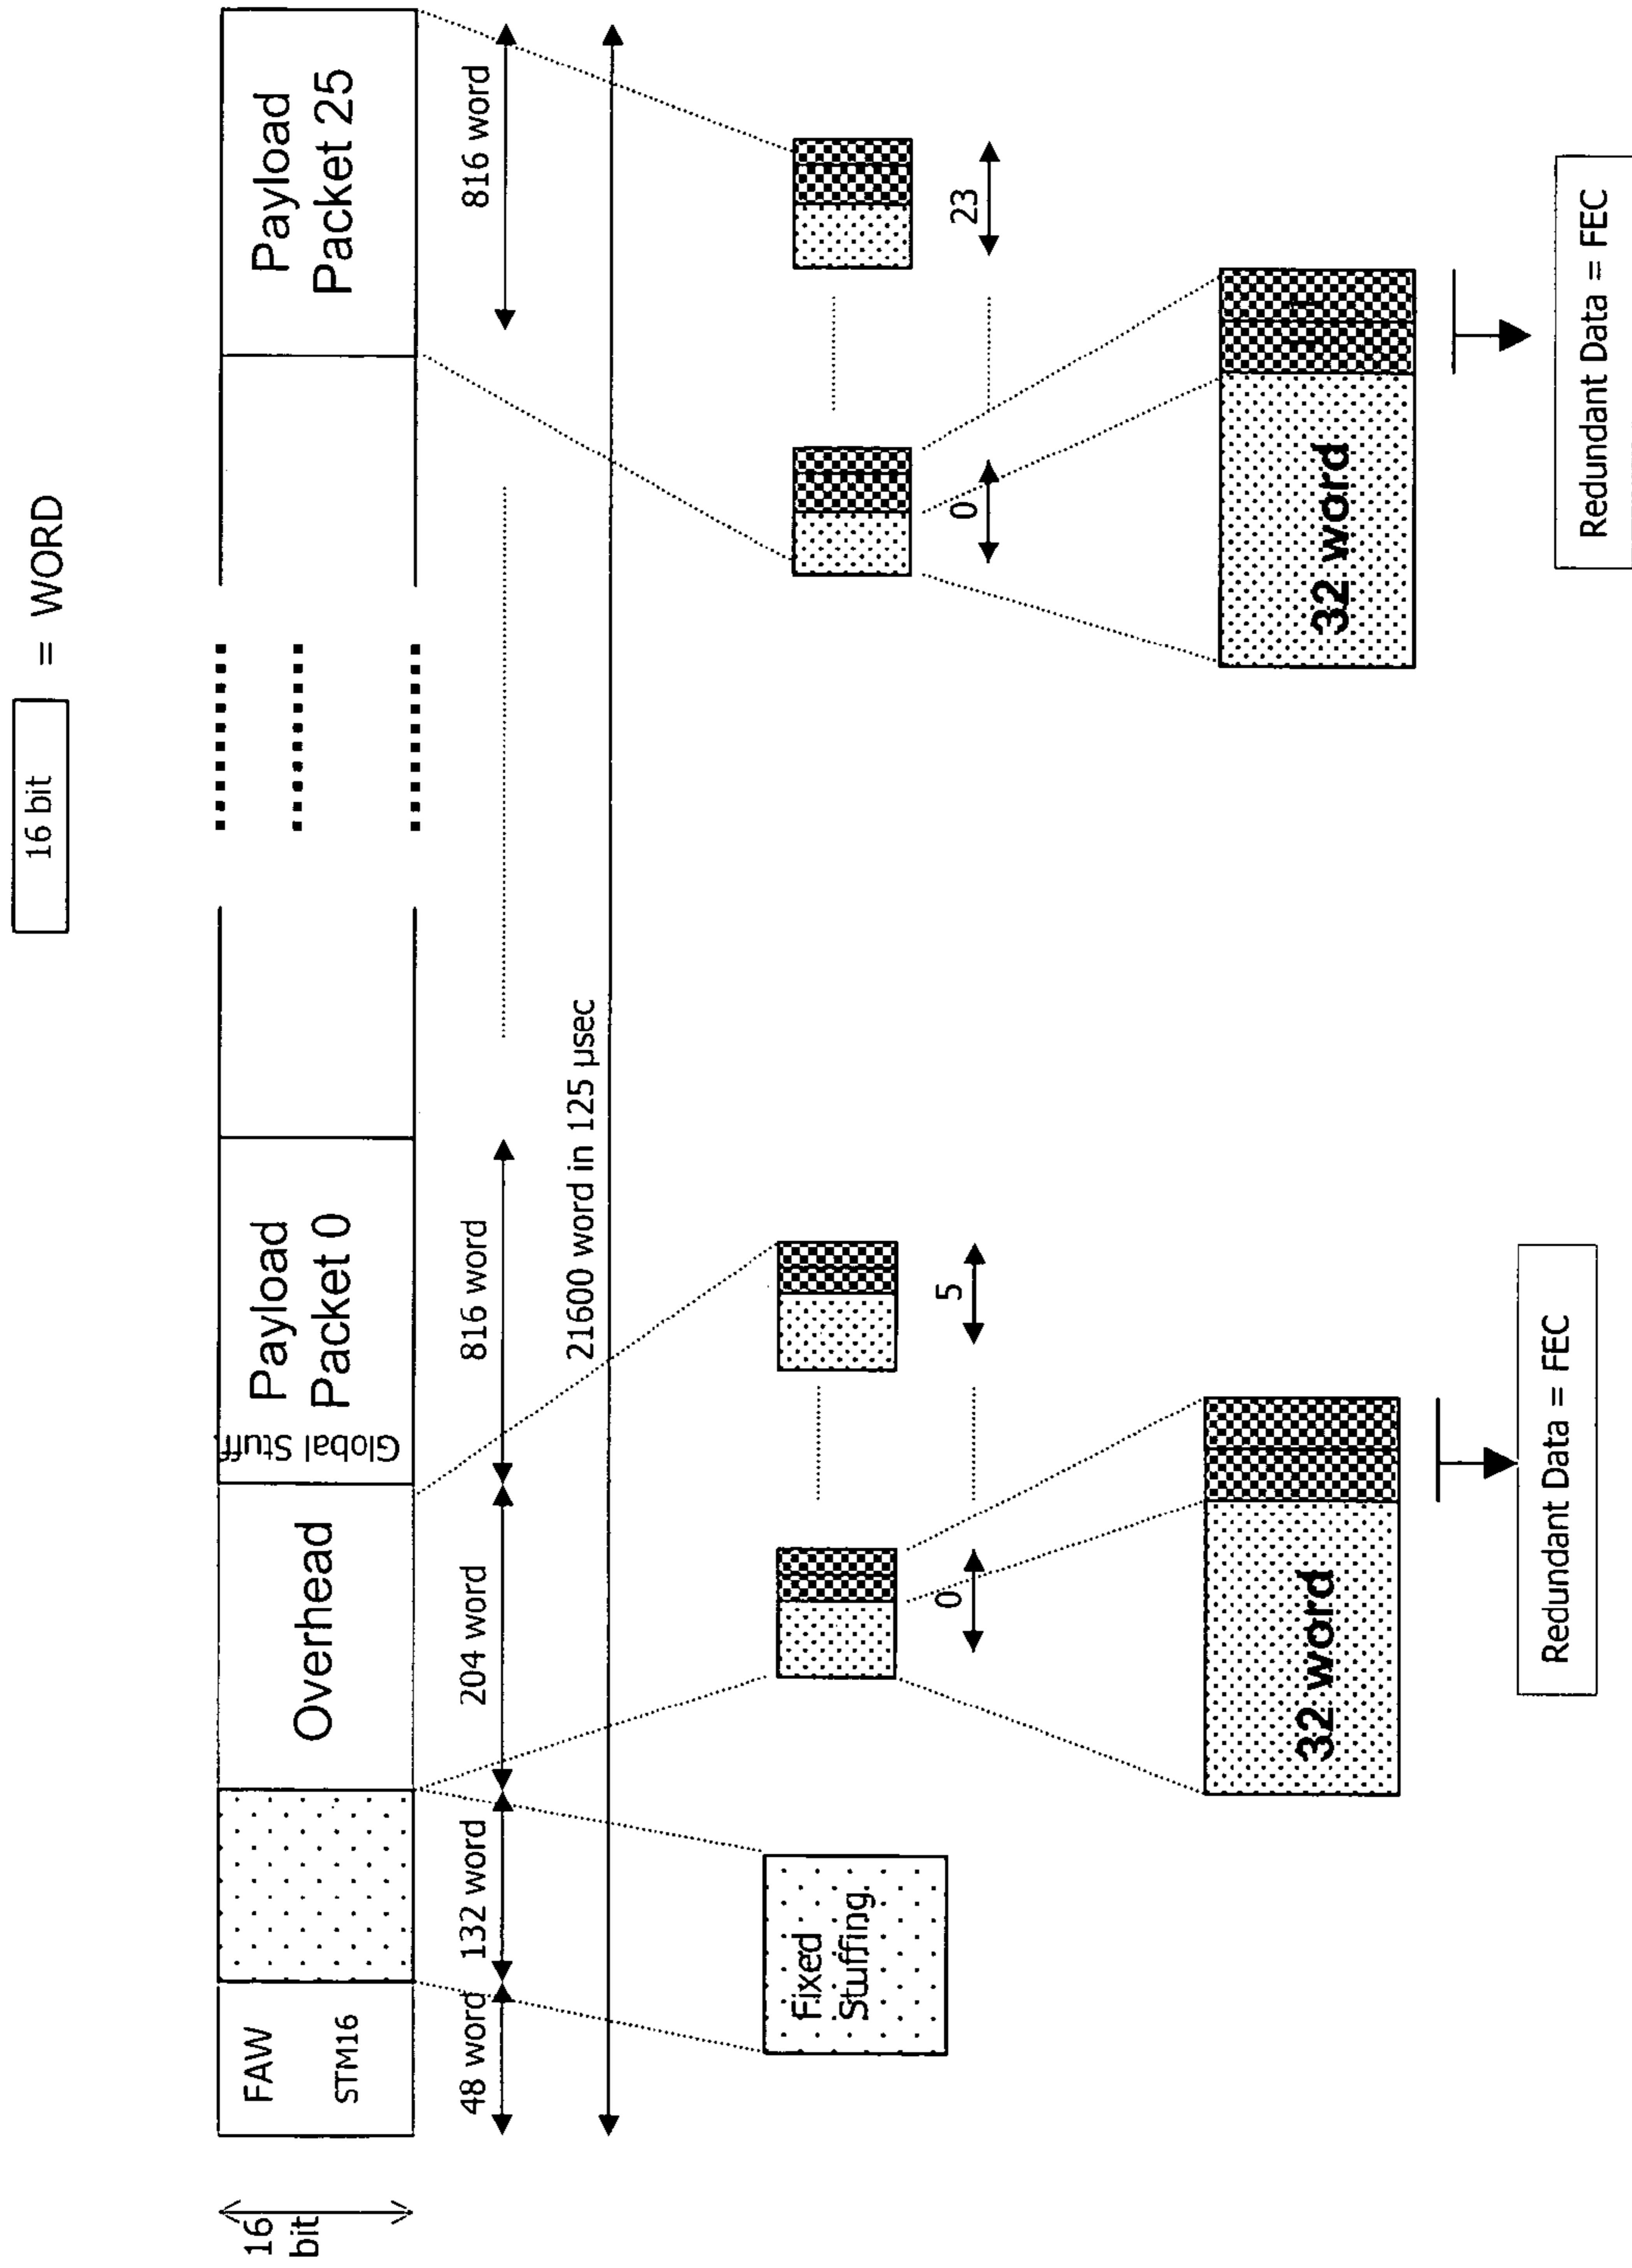 16 bit = WORD
16
bit
FAW
STM16
Overhead
Global Stuff
Payload
Packet 0
Payload
Packet 25
48 word
132 word
204 word
816 word
816 word
21600 word in 125 µsec
Fixed
Stuffing
0
5
0
23
32 word
32 word
Redundant Data = FEC
Redundant Data = FEC